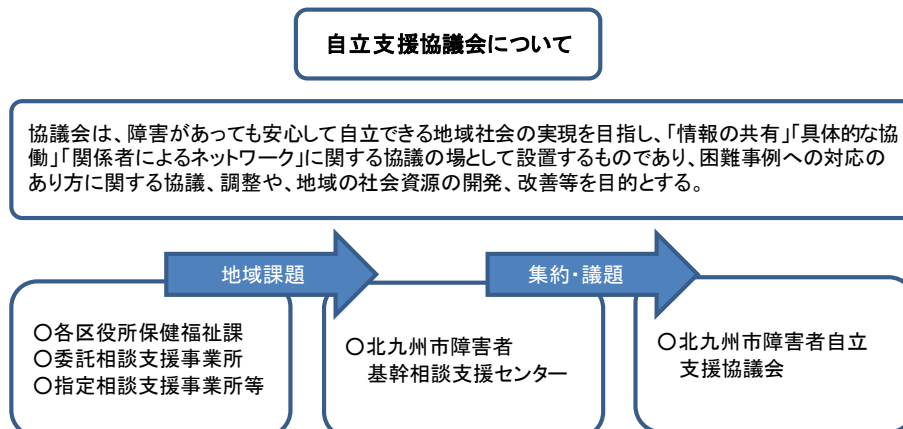 自立支援協議会について
協議会は、障害があっても安心して自立できる地域社会の実現を目指し、「情報の共有」「具体的な協
働」「関係者によるネットワーク」に関する協議の場として設置するものであり、困難事例への対応の
あり方に関する協議、調整や、地域の社会資源の開発、改善等を目的とする。
地域課題
集約・議題
○各区役所保健福祉課
○委託相談支援事業所
○指定相談支援事業所等
○北九州市障害者
基幹相談支援センター
○北九州市障害者自立
支援協議会